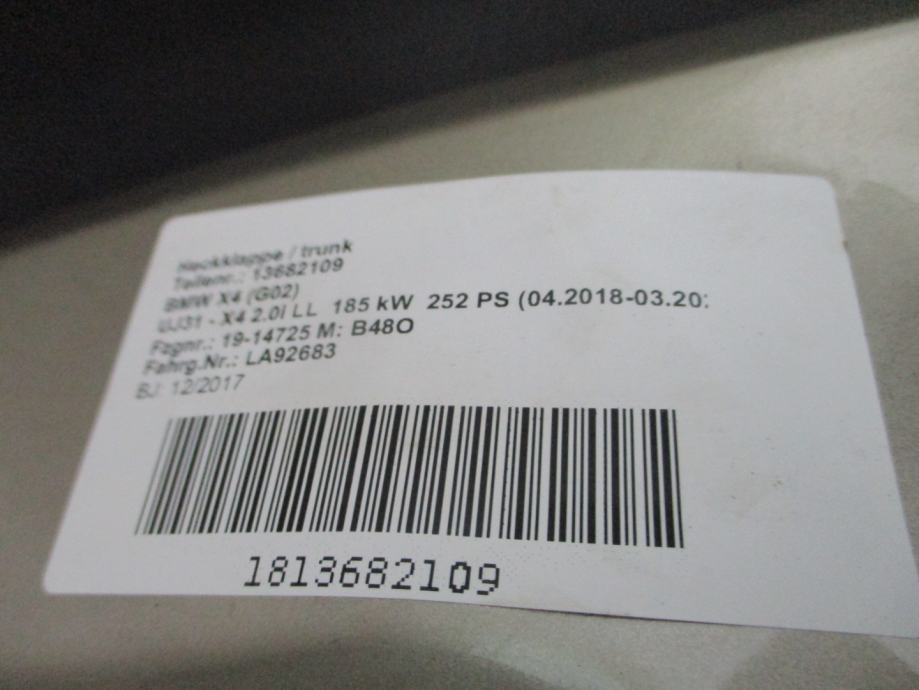 Heckklappe / trunk
Teilenr.: 13682109
BMW X4 (G02)
UJ31 - X4 2.0i LL 185 kW 252 PS (04.2018-03.20
Fzgnr.: 19-14725 M: B48O
Fahrg.Nr.: LA92683
BJ: 12/2017
1813682109